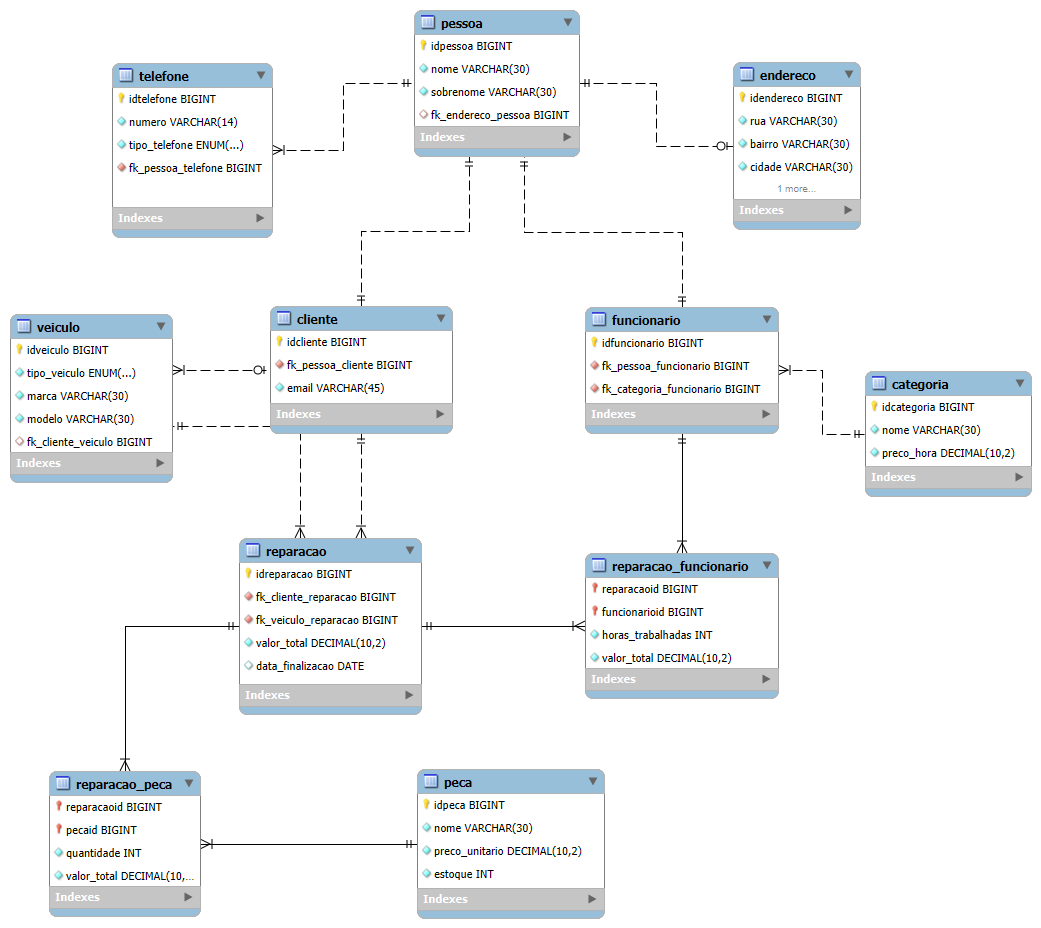 pessoa
idpessoa BIGINT
nome VARCHAR(30)
sobrenome VARCHAR(30)
fk_endereco_pessoa BIGINT
Indexes
telefone
idtelefone BIGINT
numero VARCHAR(14)
tipo_telefone ENUM(...)
fk_pessoa_telefone BIGINT
Indexes
endereco
idendereco BIGINT
rua VARCHAR(30)
bairro VARCHAR(30)
cidade VARCHAR(30)
1 more...
Indexes
veiculo
idveiculo BIGINT
tipo_veiculo ENUM(...)
marca VARCHAR(30)
modelo VARCHAR(30)
fk_cliente_veiculo BIGINT
Indexes
cliente
idcliente BIGINT
fk_pessoa_cliente BIGINT
email VARCHAR(45)
Indexes
funcionario
idfuncionario BIGINT
fk_pessoa_funcionario BIGINT
fk_categoria_funcionario BIGINT
Indexes
categoria
idcategoria BIGINT
nome VARCHAR(30)
preco_hora DECIMAL(10,2)
Indexes
reparacao
idreparacao BIGINT
fk_cliente_reparacao BIGINT
fk_veiculo_reparacao BIGINT
valor_total DECIMAL(10,2)
data_finalizacao DATE
Indexes
reparacao_funcionario
reparacaoid BIGINT
funcionarioid BIGINT
horas_trabalhadas INT
valor_total DECIMAL(10,2)
Indexes
reparacao_peca
reparacaoid BIGINT
pecaid BIGINT
quantidade INT
valor_total DECIMAL(10,...
Indexes
peca
idpeca BIGINT
nome VARCHAR(30)
preco_unitario DECIMAL(10,2)
estoque INT
Indexes